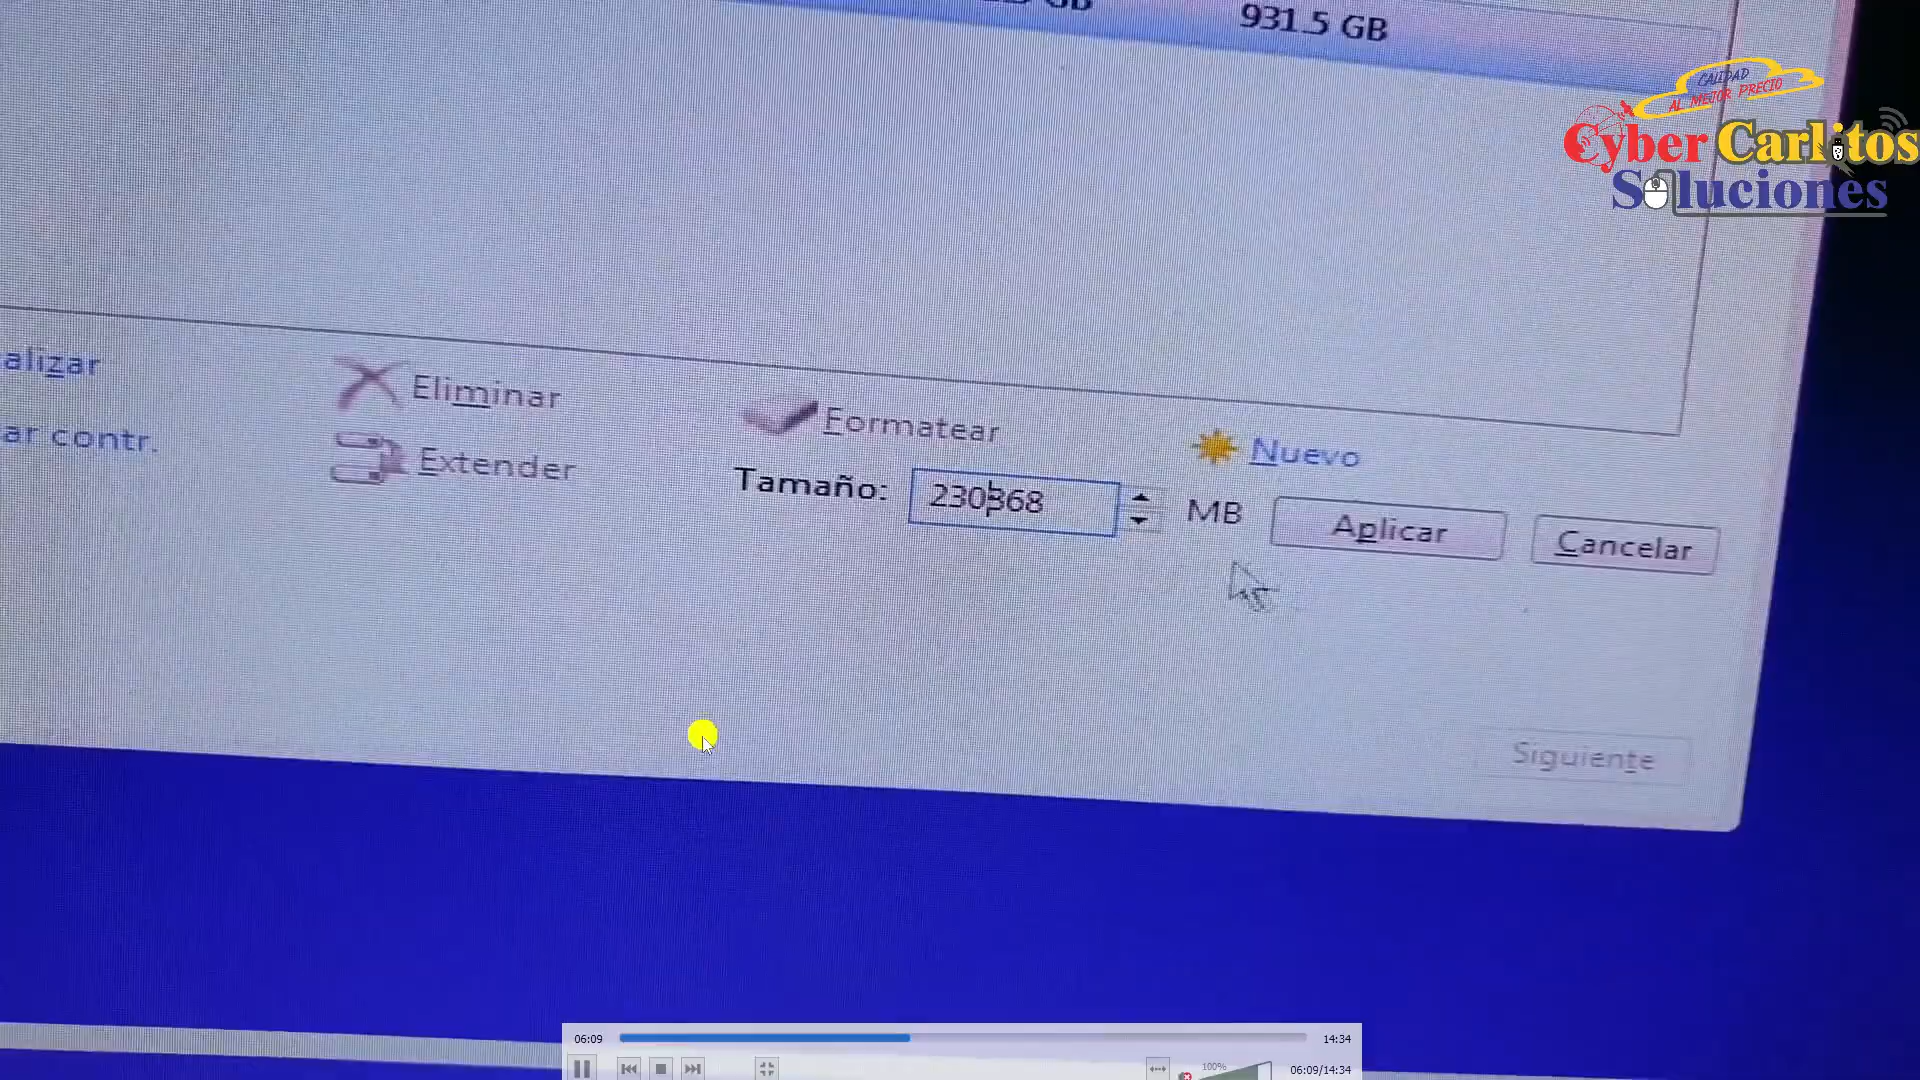 931.5 GB
CALIDAD
AL MEJOR PRECIO
Cyber Carlitos
Soluciones
alizar
Eliminar
Formatear
Nuevo
ar contr.
Extender
Tamaño: 230368 MB Aplicar Cancelar
Siguiente
06:09 14:34
100%
06:09/14:34